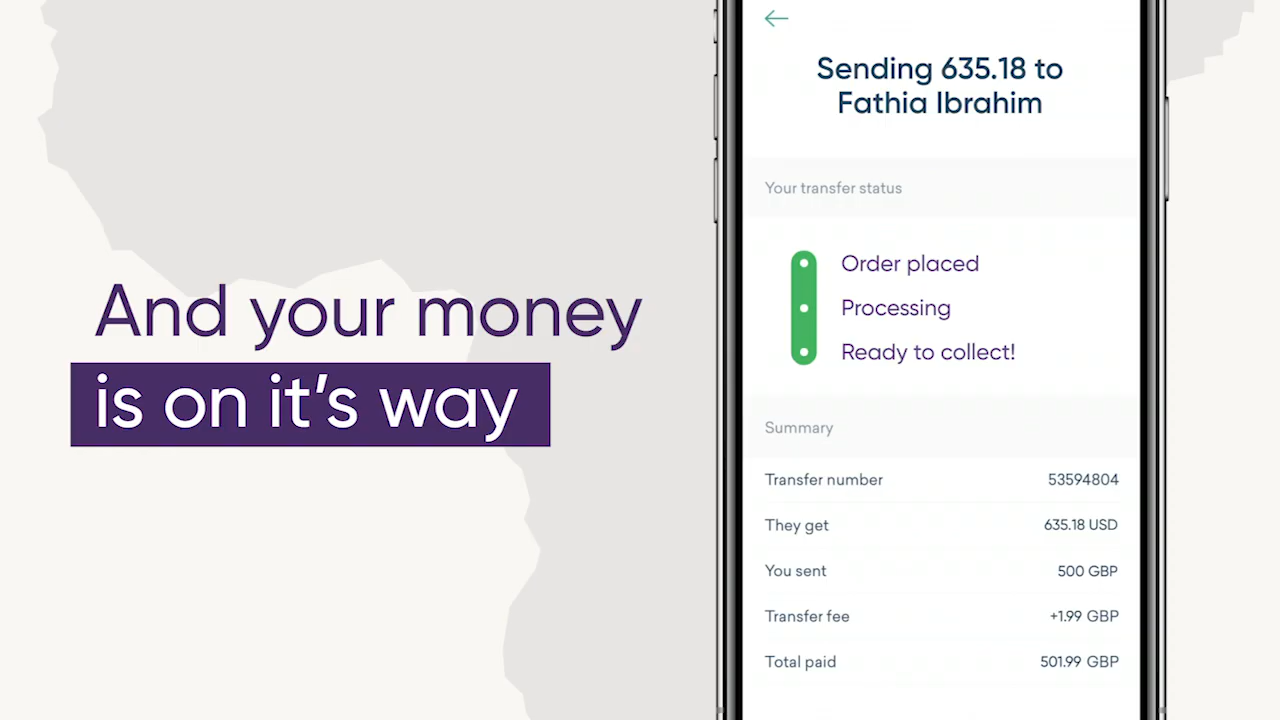 And your money
is on it's way
Sending 635.18 to
Fathia Ibrahim
Your transfer status
Order placed
Processing
Ready to collect!
Summary
Transfer number 53594804
They get 635.18 USD
You sent 500 GBP
Transfer fee +1.99 GBP
Total paid 501.99 GBP